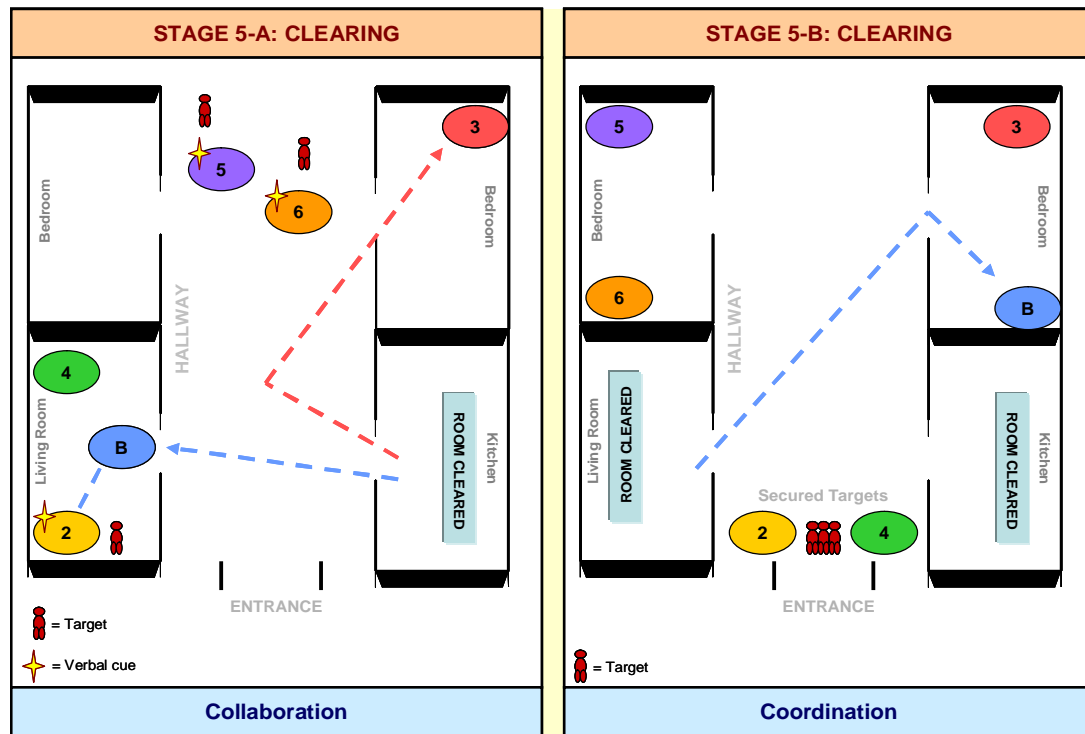 STAGE 5-A: CLEARING
5
6
3
Bedroom
Bedroom
HALLWAY
4
B
2
Living Room
ROOM CLEARED
Kitchen
ENTRANCE
= Target
= Verbal cue
Collaboration
STAGE 5-B: CLEARING
5
3
Bedroom
Bedroom
6
B
HALLWAY
Living Room
ROOM CLEARED
ROOM CLEARED
Kitchen
Secured Targets
2
4
ENTRANCE
= Target
Coordination